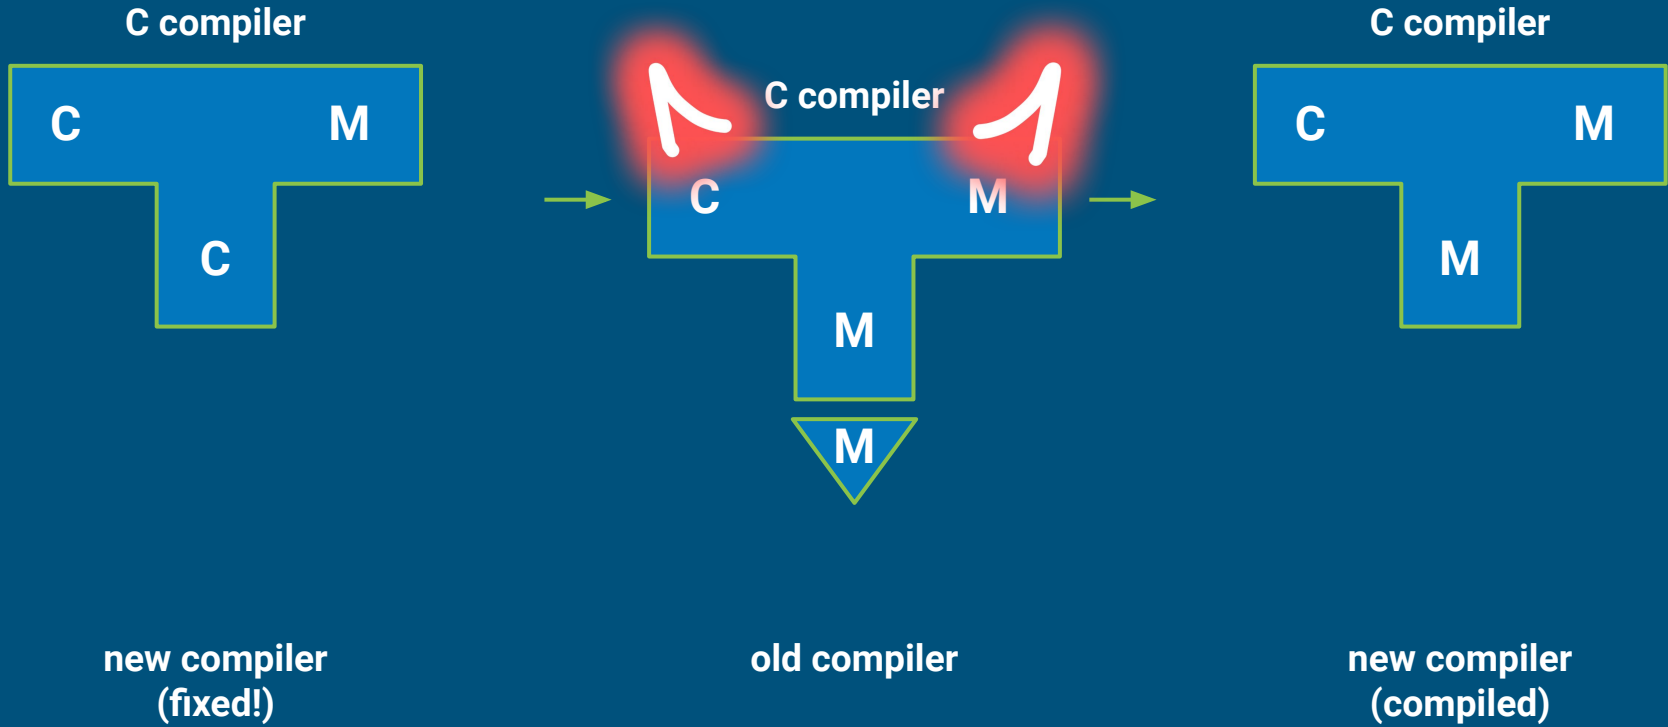 C compiler
C M
C
C compiler
C M
M
M
C compiler
C M
M
new compiler
(fixed!)
old compiler
new compiler
(compiled)